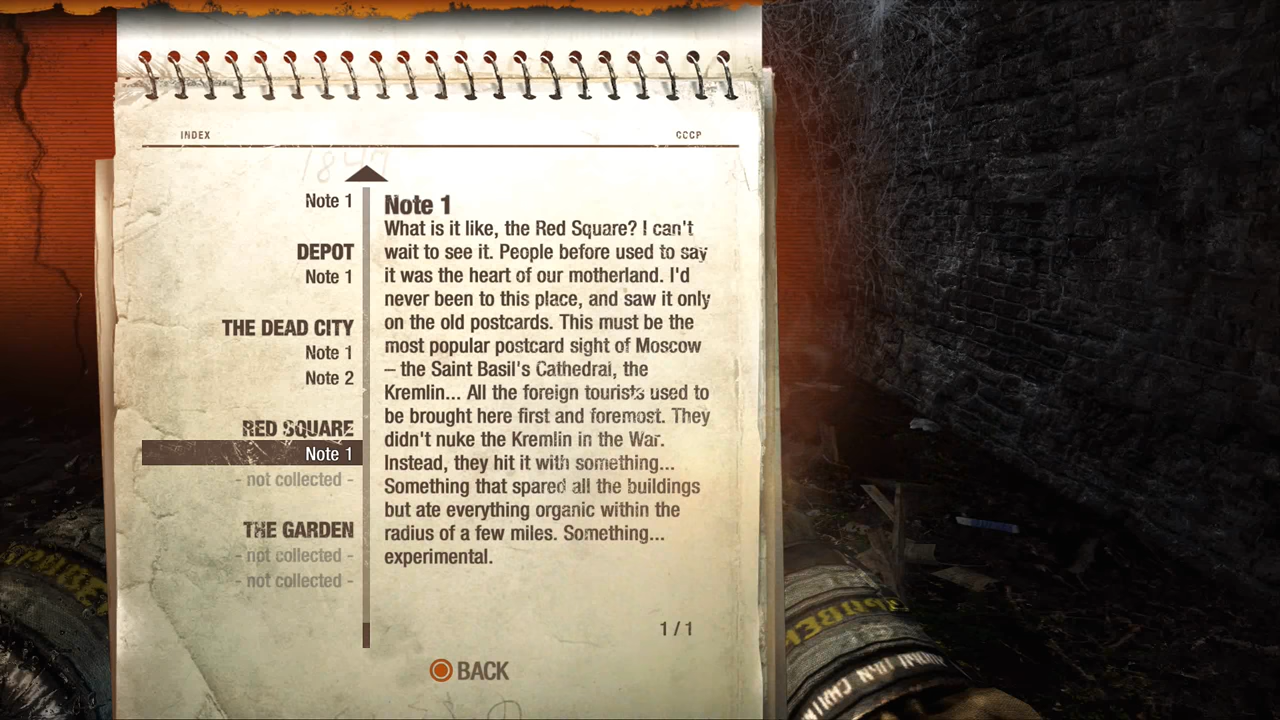 INDEX
CCCP
Note 1
DEPOT
Note 1
THE DEAD CITY
Note 1
Note 2
RED SQUARE
Note 1
- not collected -
THE GARDEN
- not collected -
- not collected -
Note 1
What is it like, the Red Square? I can't
wait to see it. People before used to say
it was the heart of our motherland. I'd
never been to this place, and saw it only
on the old postcards. This must be the
most popular postcard sight of Moscow
– the Saint Basil's Cathedral, the
Kremlin... All the foreign tourists used to
be brought here first and foremost. They
didn't nuke the Kremlin in the War.
Instead, they hit it with something...
Something that spared all the buildings
but ate everything organic within the
radius of a few miles. Something...
experimental.
1 / 1
BACK